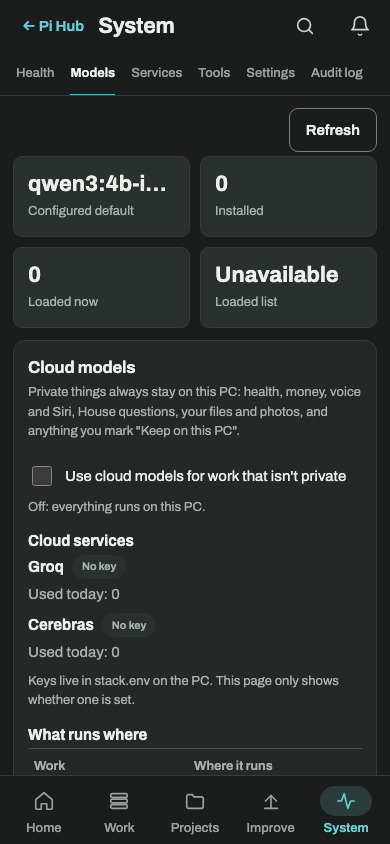 ← Pi Hub System
Health Models Services Tools Settings Audit log
Refresh
qwen3:4b-i...
Configured default
0
Installed
0
Loaded now
Unavailable
Loaded list
Cloud models
Private things always stay on this PC: health, money, voice
and Siri, House questions, your files and photos, and
anything you mark "Keep on this PC".
Use cloud models for work that isn't private
Off: everything runs on this PC.
Cloud services
Groq No key
Used today: 0
Cerebras No key
Used today: 0
Keys live in stack.env on the PC. This page only shows
whether one is set.
What runs where
Work Where it runs
Home Work Projects Improve System